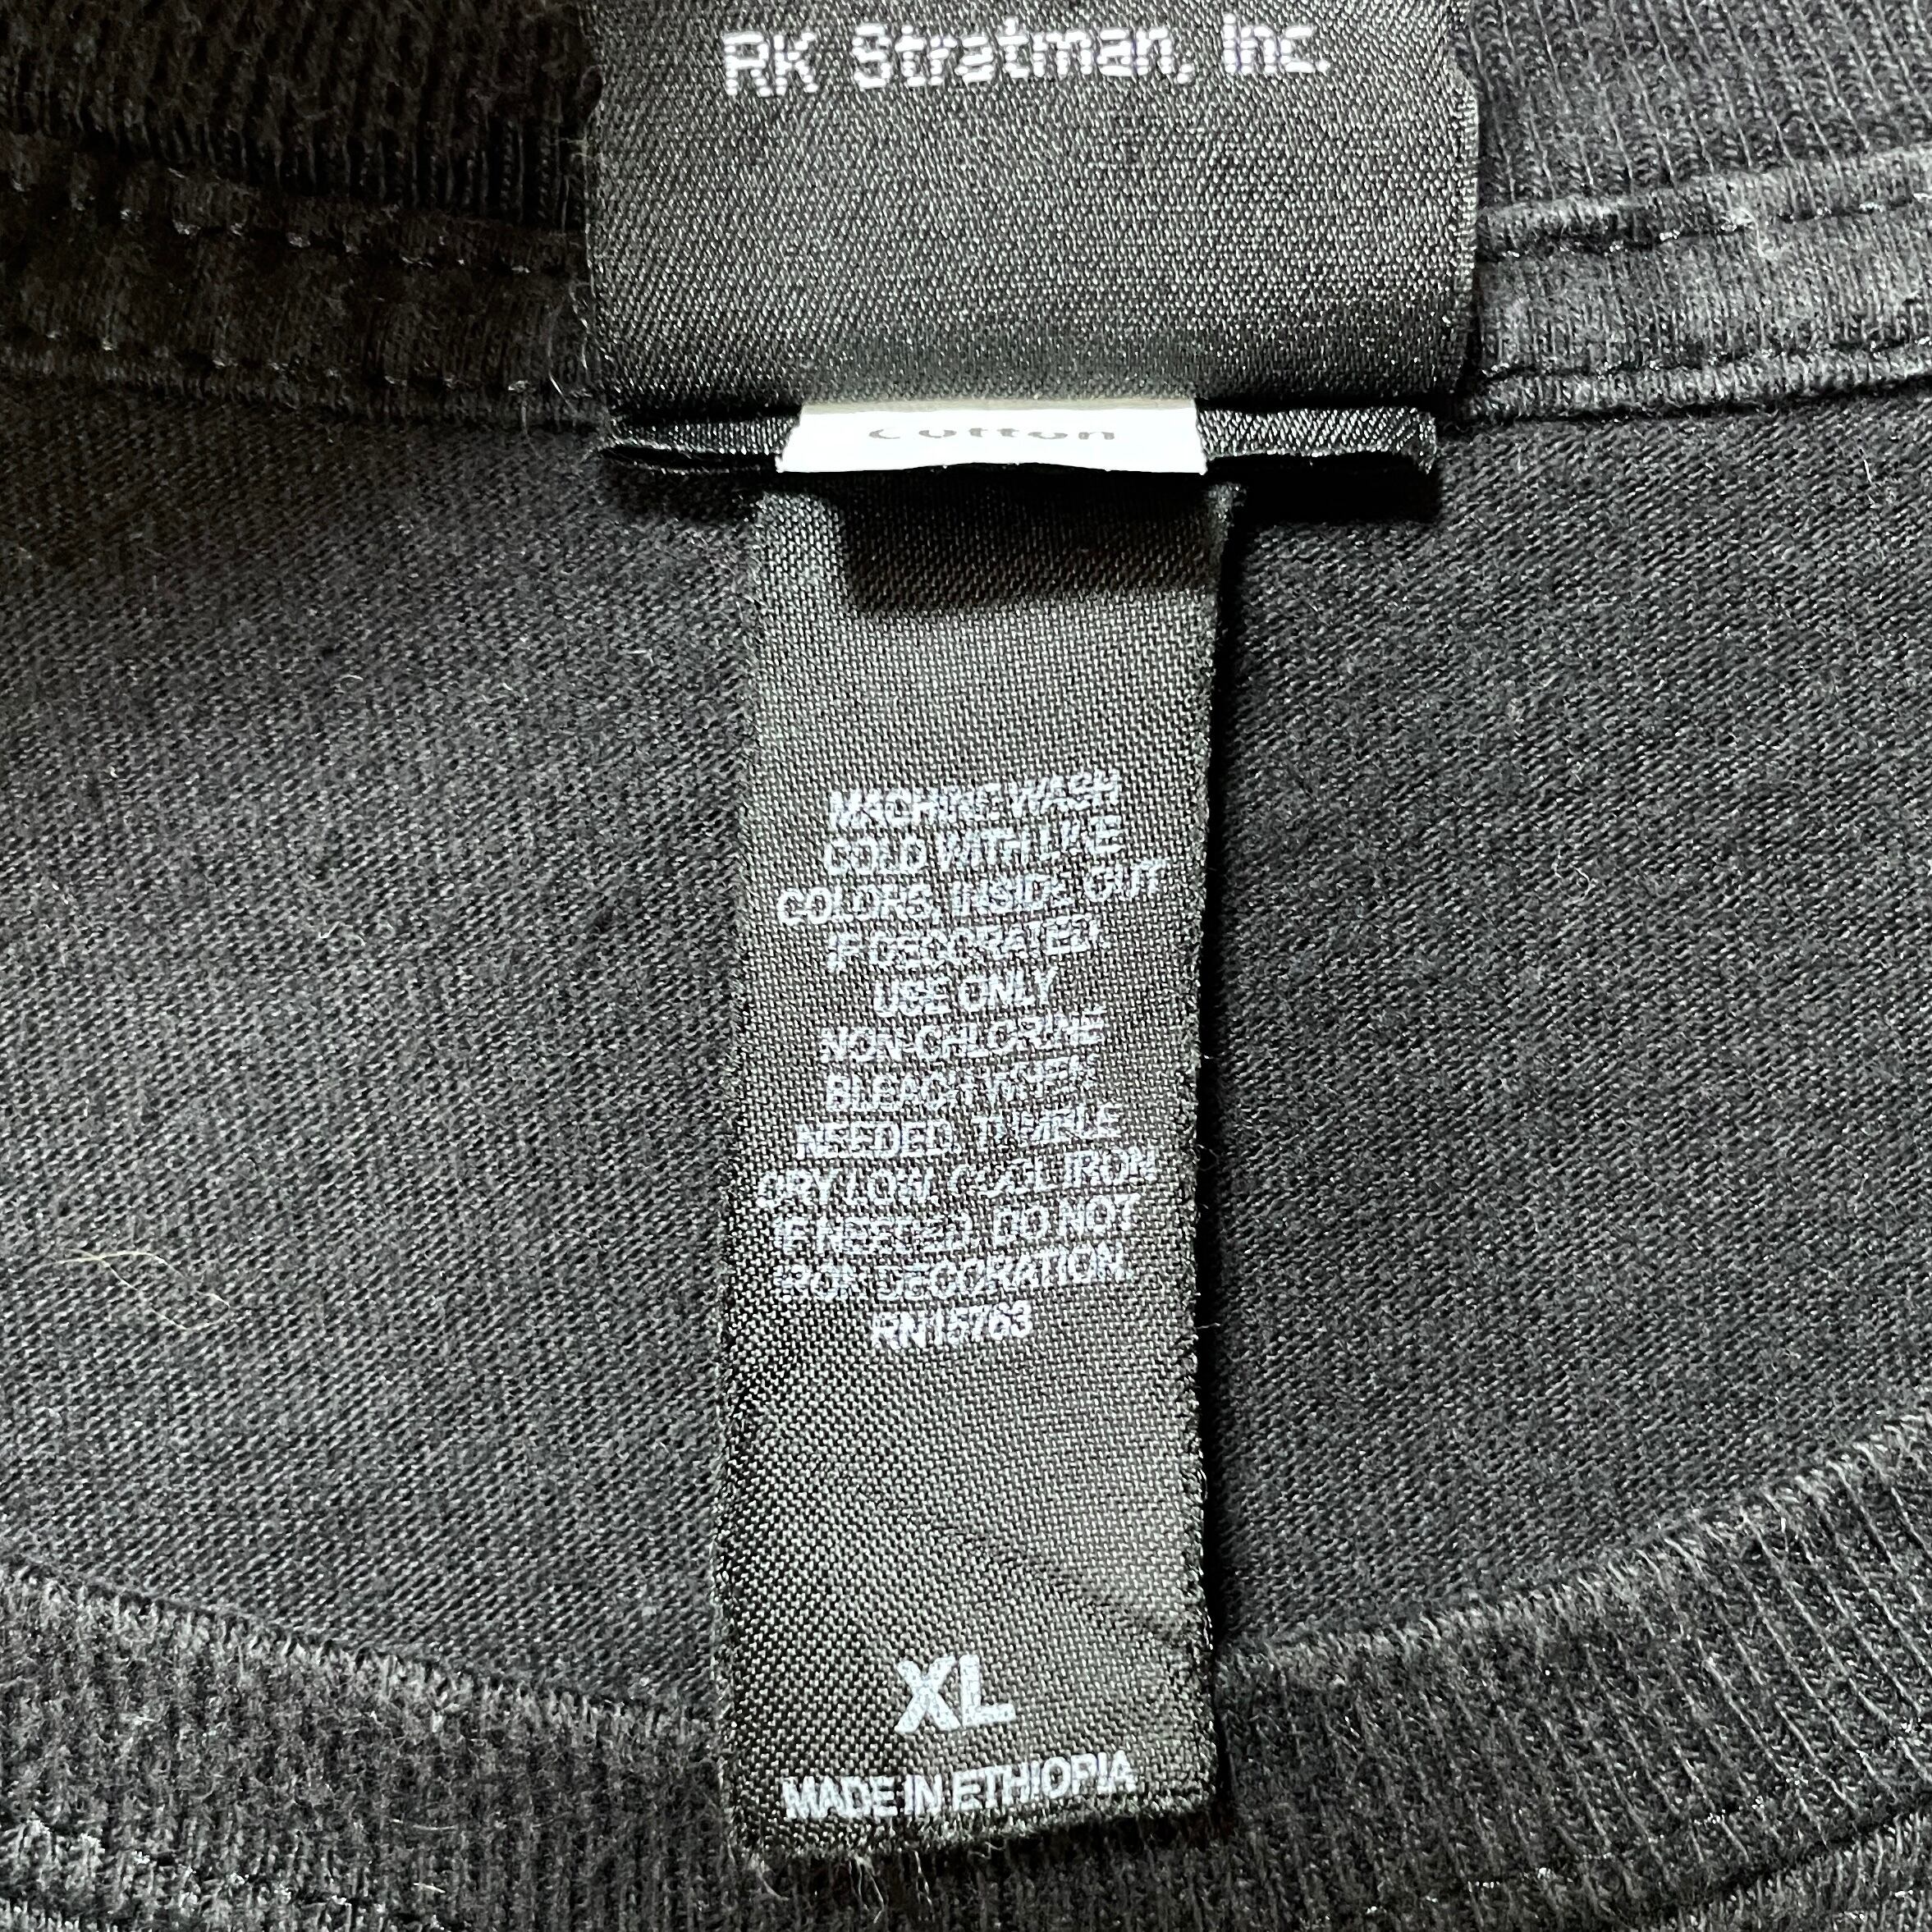 RK Stratman, Inc.
Cotton
MACHINE WASH
COLD WITH LIKE
COLORS, INSIDE OUT
IF DECORATED.
USE ONLY
NON-CHLORINE
BLEACH WHEN
NEEDED. TUMBLE
DRY LOW. COOL IRON
IF NEEDED. DO NOT
IRON DECORATION.
RN15763
XL
MADE IN ETHIOPIA